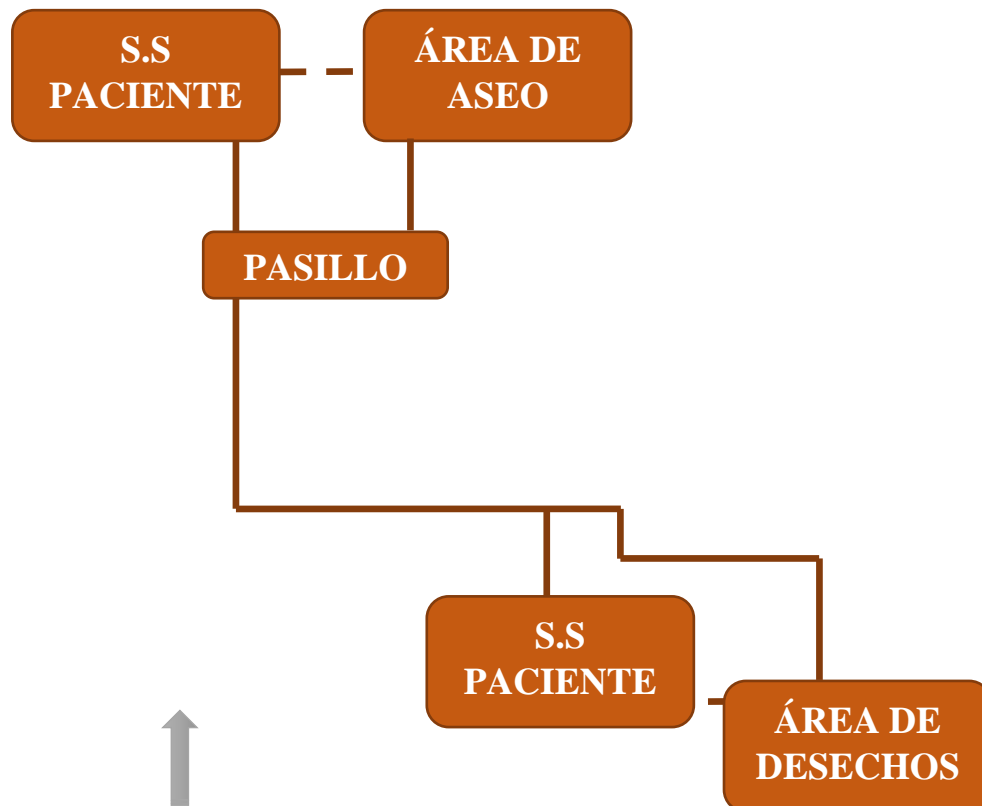 S.S
PACIENTE
ÁREA DE
ASEO
PASILLO
S.S
PACIENTE
ÁREA DE
DESECHOS